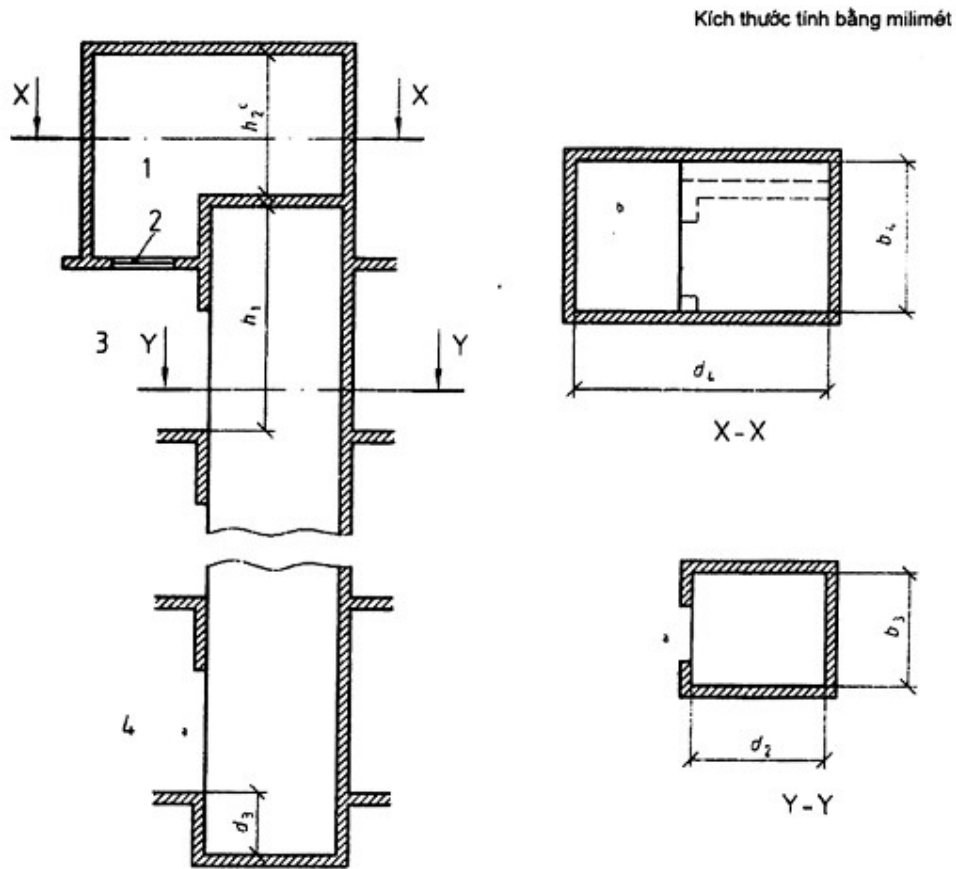 Kích thước tính bằng milimét
X X
h₂ᶜ
1
2
h₁
3 Y Y
b₄
d₄
X-X
b₃
a
4 a
d₂
d₃
Y-Y